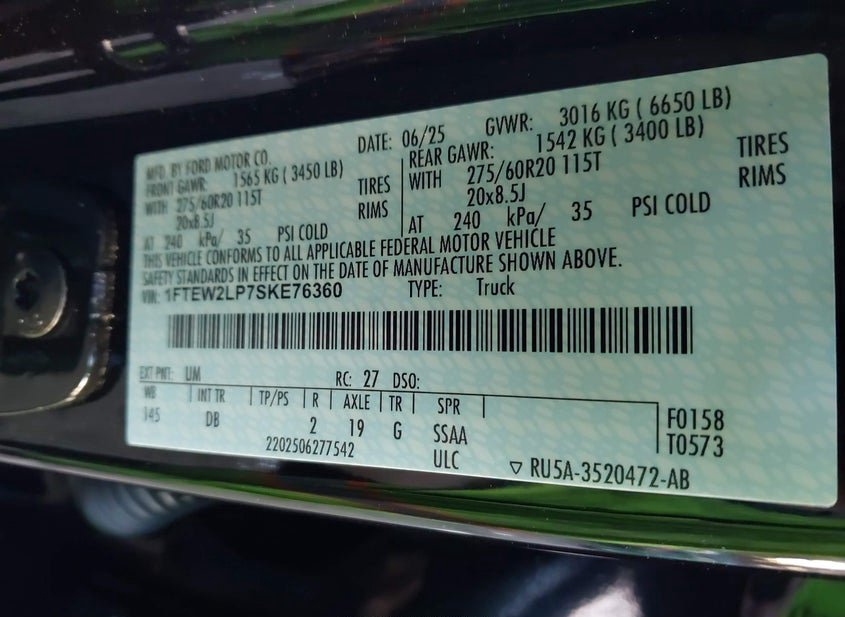 MFD. BY FORD MOTOR CO.
DATE: 06/25 GVWR: 3016 KG ( 6650 LB)
FRONT GAWR: 1565 KG ( 3450 LB)
WITH 275/60R20 115T TIRES
20x8.5J RIMS
AT 240 kPa/ 35 PSI COLD
REAR GAWR: 1542 KG ( 3400 LB)
WITH 275/60R20 115T TIRES
20x8.5J RIMS
AT 240 kPa/ 35 PSI COLD
THIS VEHICLE CONFORMS TO ALL APPLICABLE FEDERAL MOTOR VEHICLE
SAFETY STANDARDS IN EFFECT ON THE DATE OF MANUFACTURE SHOWN ABOVE.
VIN: 1FTEW2LP7SKE76360 TYPE: Truck
EXT PNT: UM RC: 27 DSO:
WB INT TR TP/PS R AXLE TR SPR
145 DB 2 19 G SSAA
2202506277542 ULC
F0158
T0573
▽ RU5A-3520472-AB